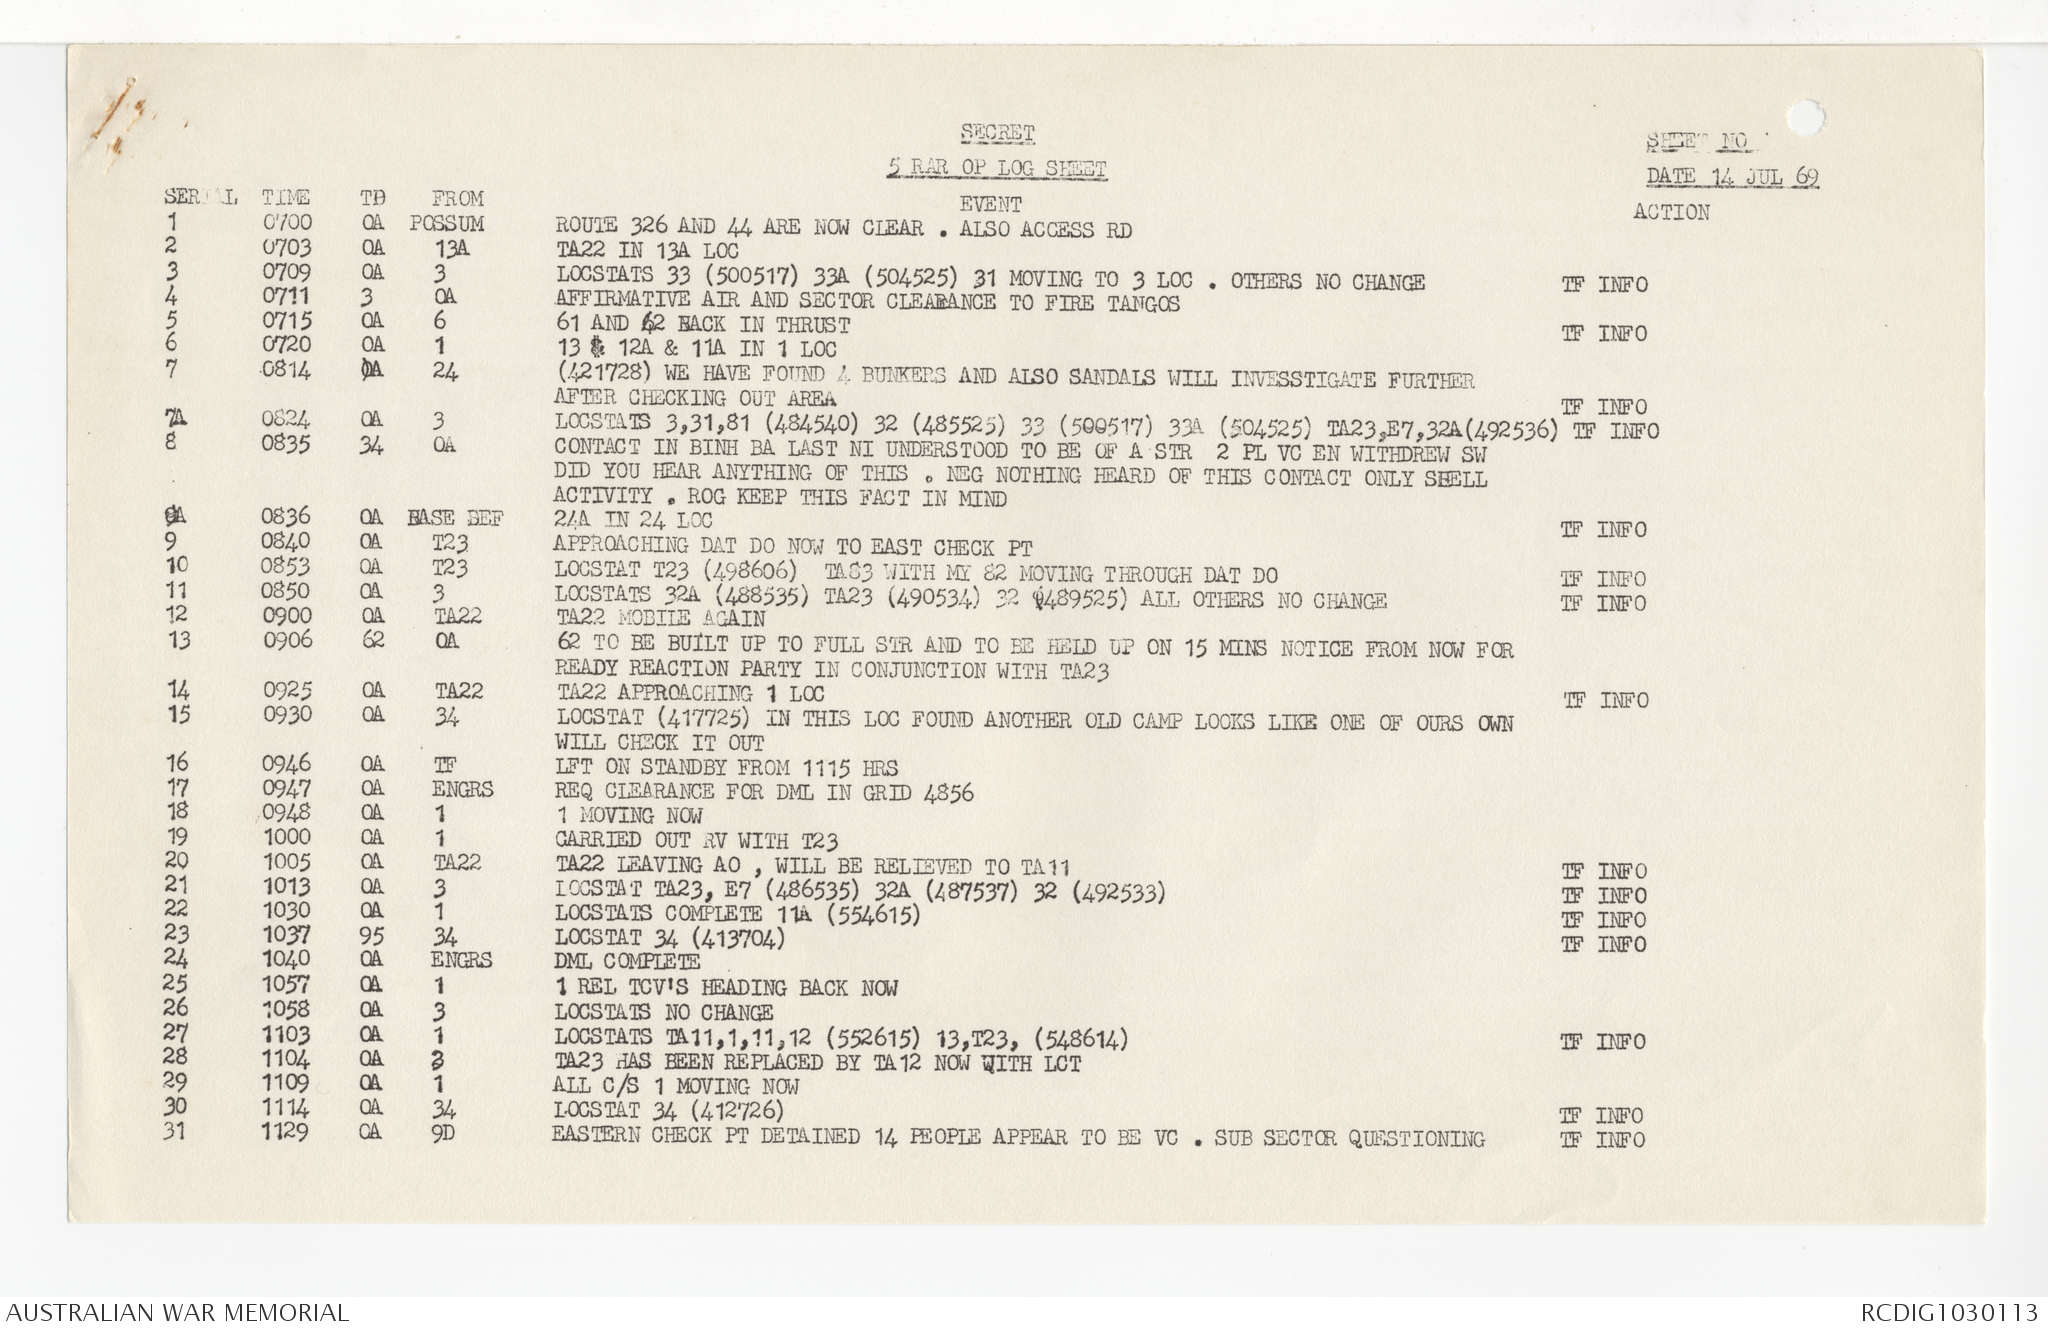 SECRET
5 RAR OP LOG SHEET
SHEET NO
DATE 14 JUL 69
SERIAL TIME TO FROM EVENT ACTION
1 0700 OA POSSUM ROUTE 326 AND 44 ARE NOW CLEAR . ALSO ACCESS RD
2 0703 OA 13A TA22 IN 13A LOC
3 0709 OA 3 LOCSTATS 33 (500517) 33A (504525) 31 MOVING TO 3 LOC . OTHERS NO CHANGE TF INFO
4 0711 3 OA AFFIRMATIVE AIR AND SECTOR CLEARANCE TO FIRE TANGOS
5 0715 OA 6 61 AND 62 BACK IN THRUST TF INFO
6 0720 OA 1 13 & 12A & 11A IN 1 LOC
7 0814 OA 24 (421728) WE HAVE FOUND 4 BUNKERS AND ALSO SANDALS WILL INVESSTIGATE FURTHER
AFTER CHECKING OUT AREA TF INFO
7A 0824 OA 3 LOCSTATS 3,31,81 (484540) 32 (485525) 33 (500517) 33A (504525) TA23,E7,32A(492536) TF INFO
8 0835 34 OA CONTACT IN BINH BA LAST NI UNDERSTOOD TO BE OF A STR 2 PL VC EN WITHDREW SW
DID YOU HEAR ANYTHING OF THIS . NEG NOTHING HEARD OF THIS CONTACT ONLY SHELL
ACTIVITY . ROG KEEP THIS FACT IN MIND
8A 0836 OA BASE BEF 24A IN 24 LOC TF INFO
9 0840 OA T23 APPROACHING DAT DO NOW TO EAST CHECK PT
10 0853 OA T23 LOCSTAT T23 (498606) TA83 WITH MY 82 MOVING THROUGH DAT DO TF INFO
11 0850 OA 3 LOCSTATS 32A (488535) TA23 (490534) 32 (489525) ALL OTHERS NO CHANGE TF INFO
12 0900 OA TA22 TA22 MOBILE AGAIN
13 0906 62 OA 62 TO BE BUILT UP TO FULL STR AND TO BE HELD UP ON 15 MINS NOTICE FROM NOW FOR
READY REACTION PARTY IN CONJUNCTION WITH TA23
14 0925 OA TA22 TA22 APPROACHING 1 LOC TF INFO
15 0930 OA 34 LOCSTAT (417725) IN THIS LOC FOUND ANOTHER OLD CAMP LOOKS LIKE ONE OF OURS OWN
WILL CHECK IT OUT
16 0946 OA TF LFT ON STANDBY FROM 1115 HRS
17 0947 OA ENGRS REQ CLEARANCE FOR DML IN GRID 4856
18 0948 OA 1 1 MOVING NOW
19 1000 OA 1 CARRIED OUT RV WITH T23
20 1005 OA TA22 TA22 LEAVING AO , WILL BE RELIEVED TO TA11 TF INFO
21 1013 OA 3 LOCSTAT TA23, E7 (486535) 32A (487537) 32 (492533) TF INFO
22 1030 OA 1 LOCSTATS COMPLETE 11A (554615) TF INFO
23 1037 95 34 LOCSTAT 34 (413704) TF INFO
24 1040 OA ENGRS DML COMPLETE
25 1057 OA 1 1 REL TCV'S HEADING BACK NOW
26 1058 OA 3 LOCSTATS NO CHANGE
27 1103 OA 1 LOCSTATS TA11,1,11,12 (552615) 13,T23, (548614) TF INFO
28 1104 OA 3 TA23 HAS BEEN REPLACED BY TA12 NOW WITH LCT
29 1109 OA 1 ALL C/S 1 MOVING NOW
30 1114 OA 34 LOCSTAT 34 (412726) TF INFO
31 1129 OA 9D EASTERN CHECK PT DETAINED 14 PEOPLE APPEAR TO BE VC . SUB SECTOR QUESTIONING TF INFO
AUSTRALIAN WAR MEMORIAL
RCDIG1030113